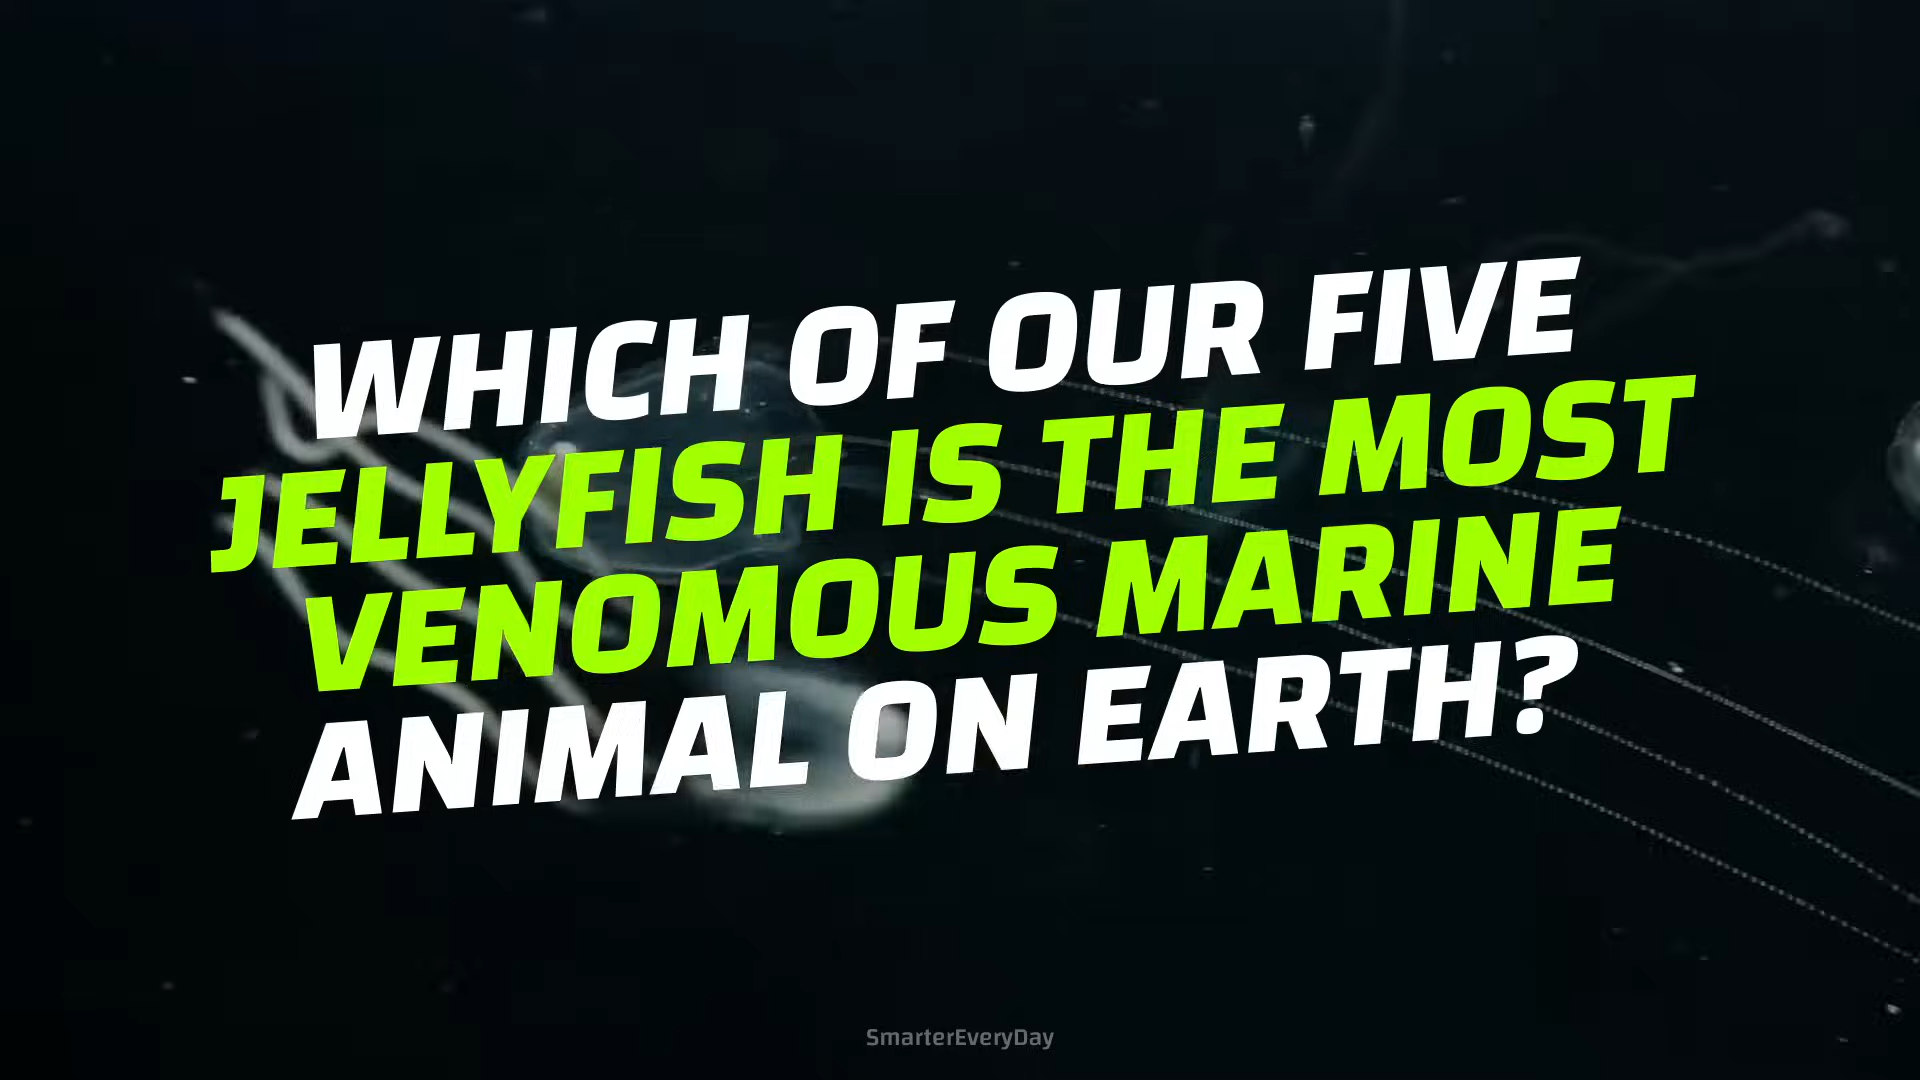 WHICH OF OUR FIVE
JELLYFISH IS THE MOST
VENOMOUS MARINE
ANIMAL ON EARTH?
SmarterEveryDay